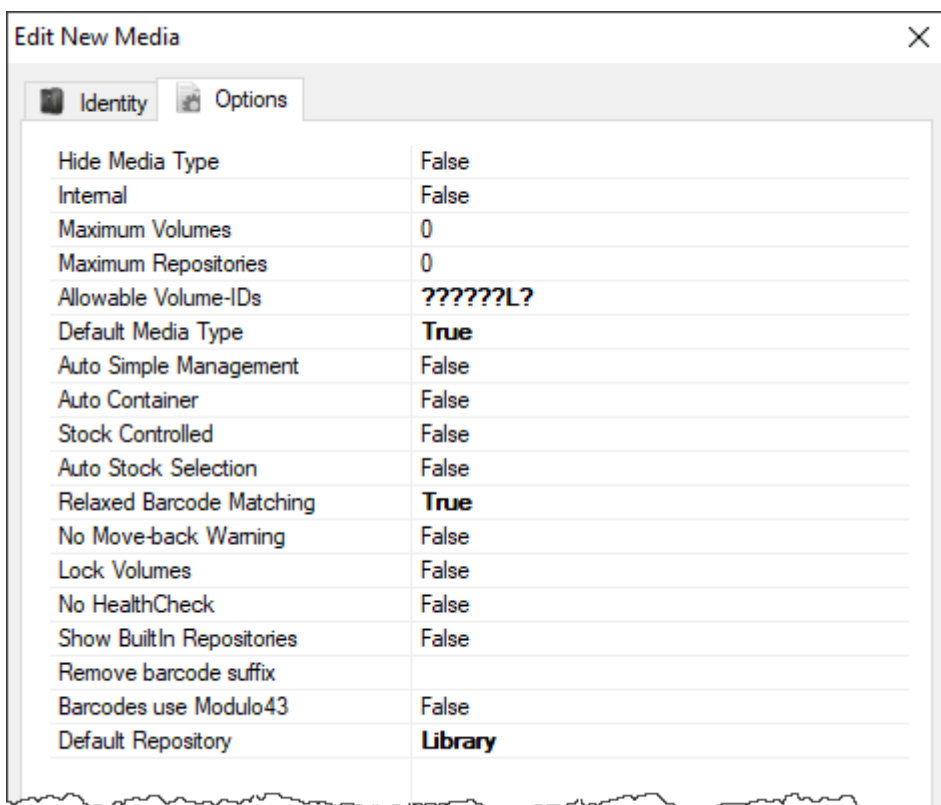 Edit New Media
Identity Options
Hide Media Type False
Internal False
Maximum Volumes 0
Maximum Repositories 0
Allowable Volume-IDs ??????L?
Default Media Type True
Auto Simple Management False
Auto Container False
Stock Controlled False
Auto Stock Selection False
Relaxed Barcode Matching True
No Move-back Warning False
Lock Volumes False
No HealthCheck False
Show BuiltIn Repositories False
Remove barcode suffix
Barcodes use Modulo43 False
Default Repository Library